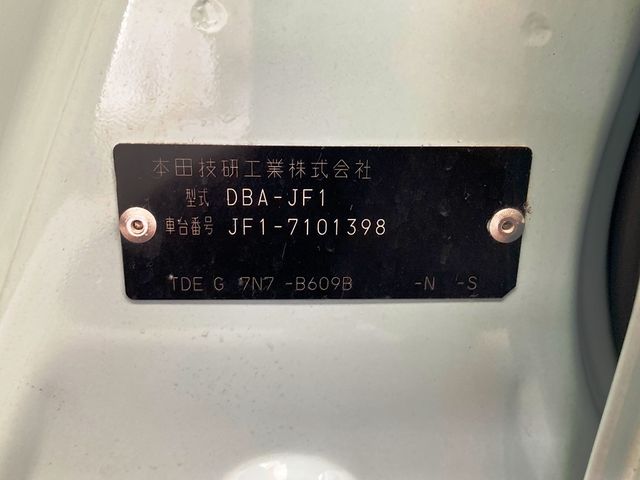 本田技研工業株式会社
型式 DBA-JF1
車台番号 JF1-7101398
TDE G 7N7 -B609B -N -S